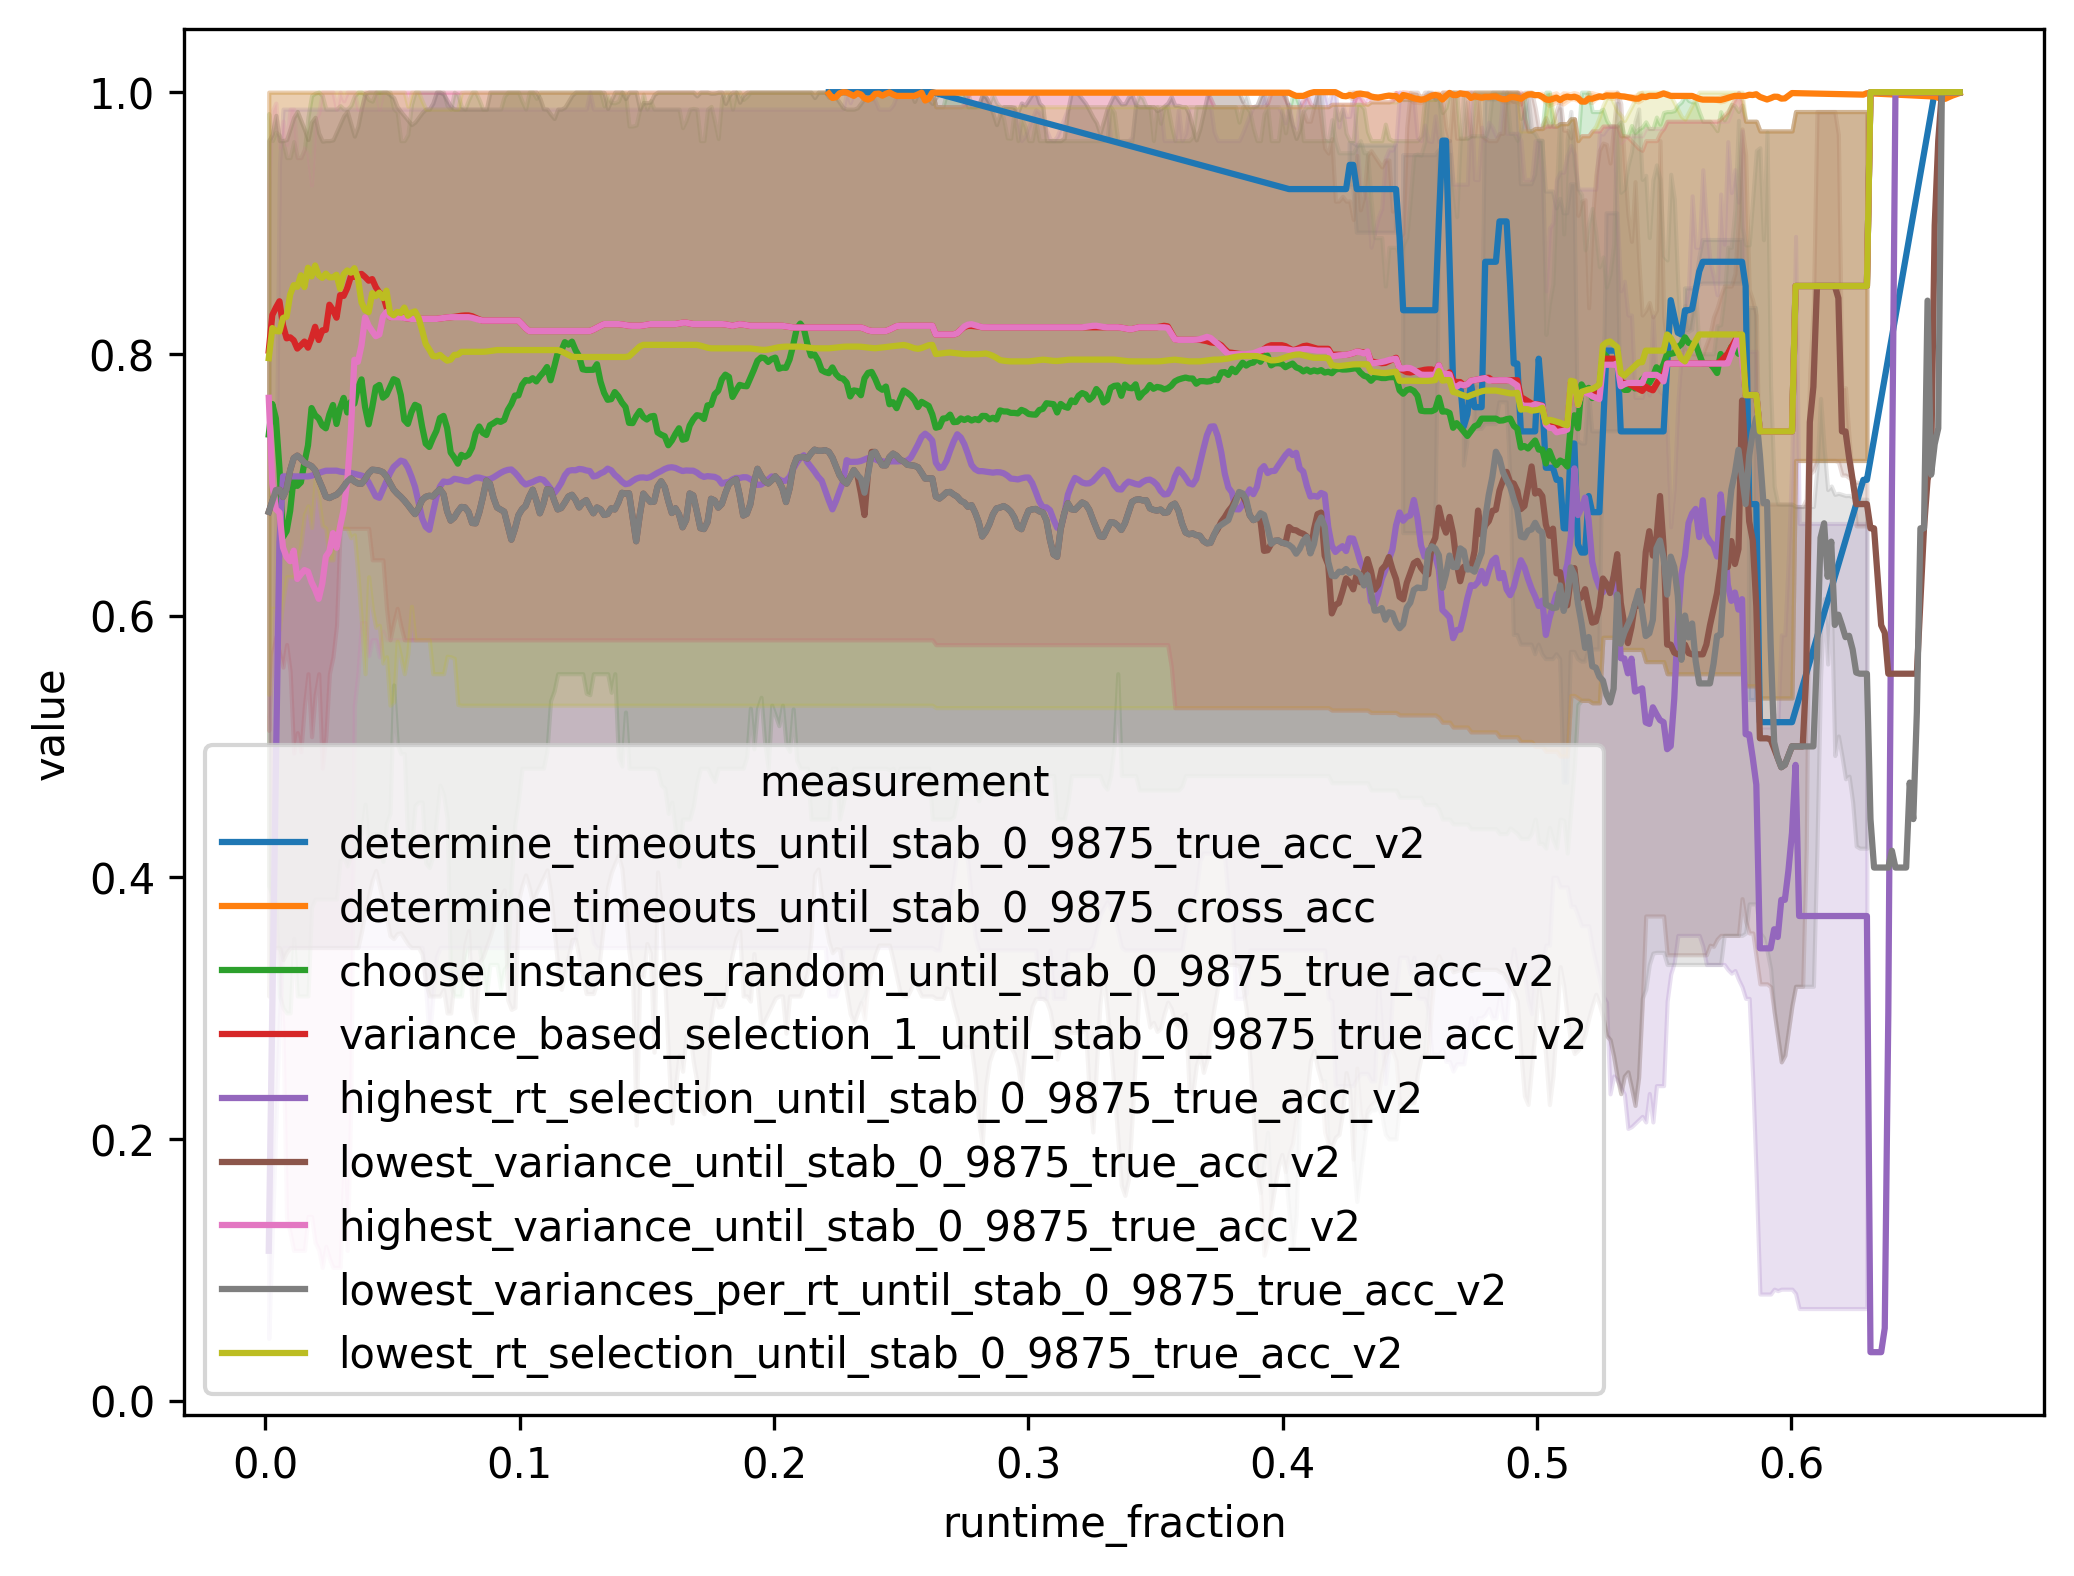 1.0
0.8
0.6
0.4
0.2
0.0
value
measurement
determine_timeouts_until_stab_0_9875_true_acc_v2
determine_timeouts_until_stab_0_9875_cross_acc
choose_instances_random_until_stab_0_9875_true_acc_v2
variance_based_selection_1_until_stab_0_9875_true_acc_v2
highest_rt_selection_until_stab_0_9875_true_acc_v2
lowest_variance_until_stab_0_9875_true_acc_v2
highest_variance_until_stab_0_9875_true_acc_v2
lowest_variances_per_rt_until_stab_0_9875_true_acc_v2
lowest_rt_selection_until_stab_0_9875_true_acc_v2
0.0 0.1 0.2 0.3 0.4 0.5 0.6
runtime_fraction